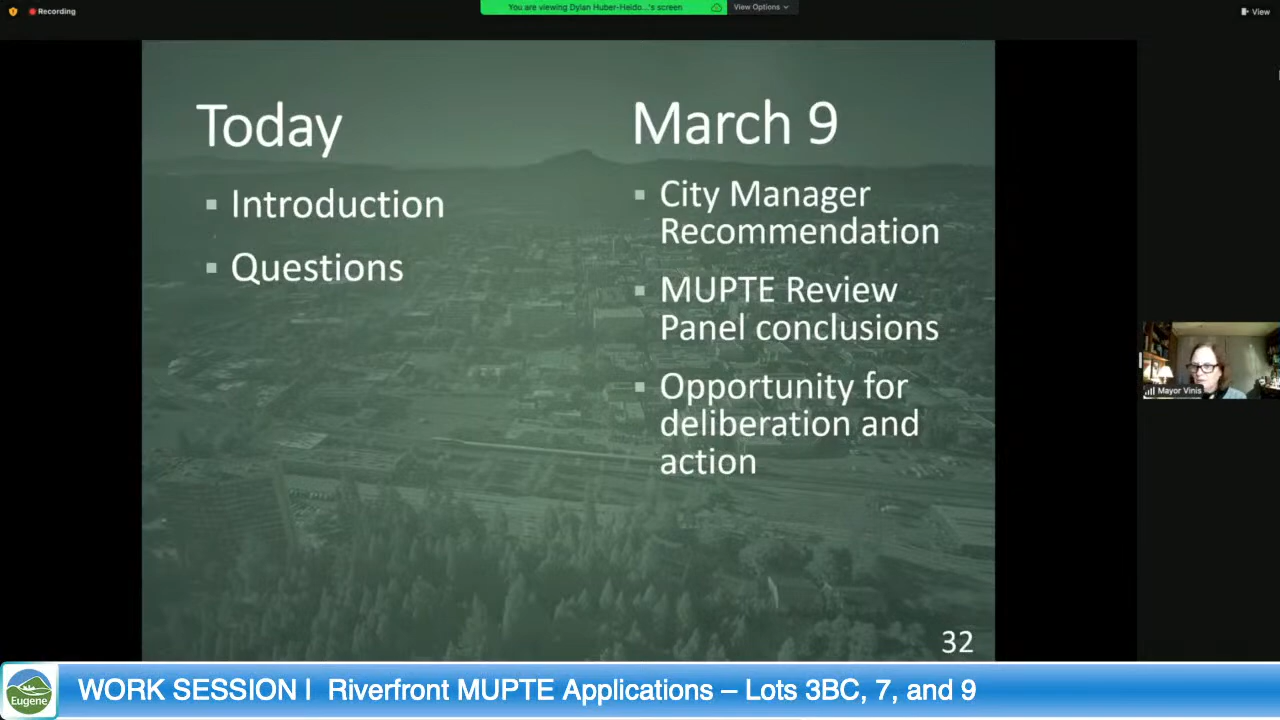 Recording
You are viewing Dylan Huber-Heido...'s screen
View Options
View
Today
Introduction
Questions
March 9
City Manager
Recommendation
MUPTE Review
Panel conclusions
Opportunity for
deliberation and
action
32
Mayor Vinis
Eugene
WORK SESSION | Riverfront MUPTE Applications – Lots 3BC, 7, and 9